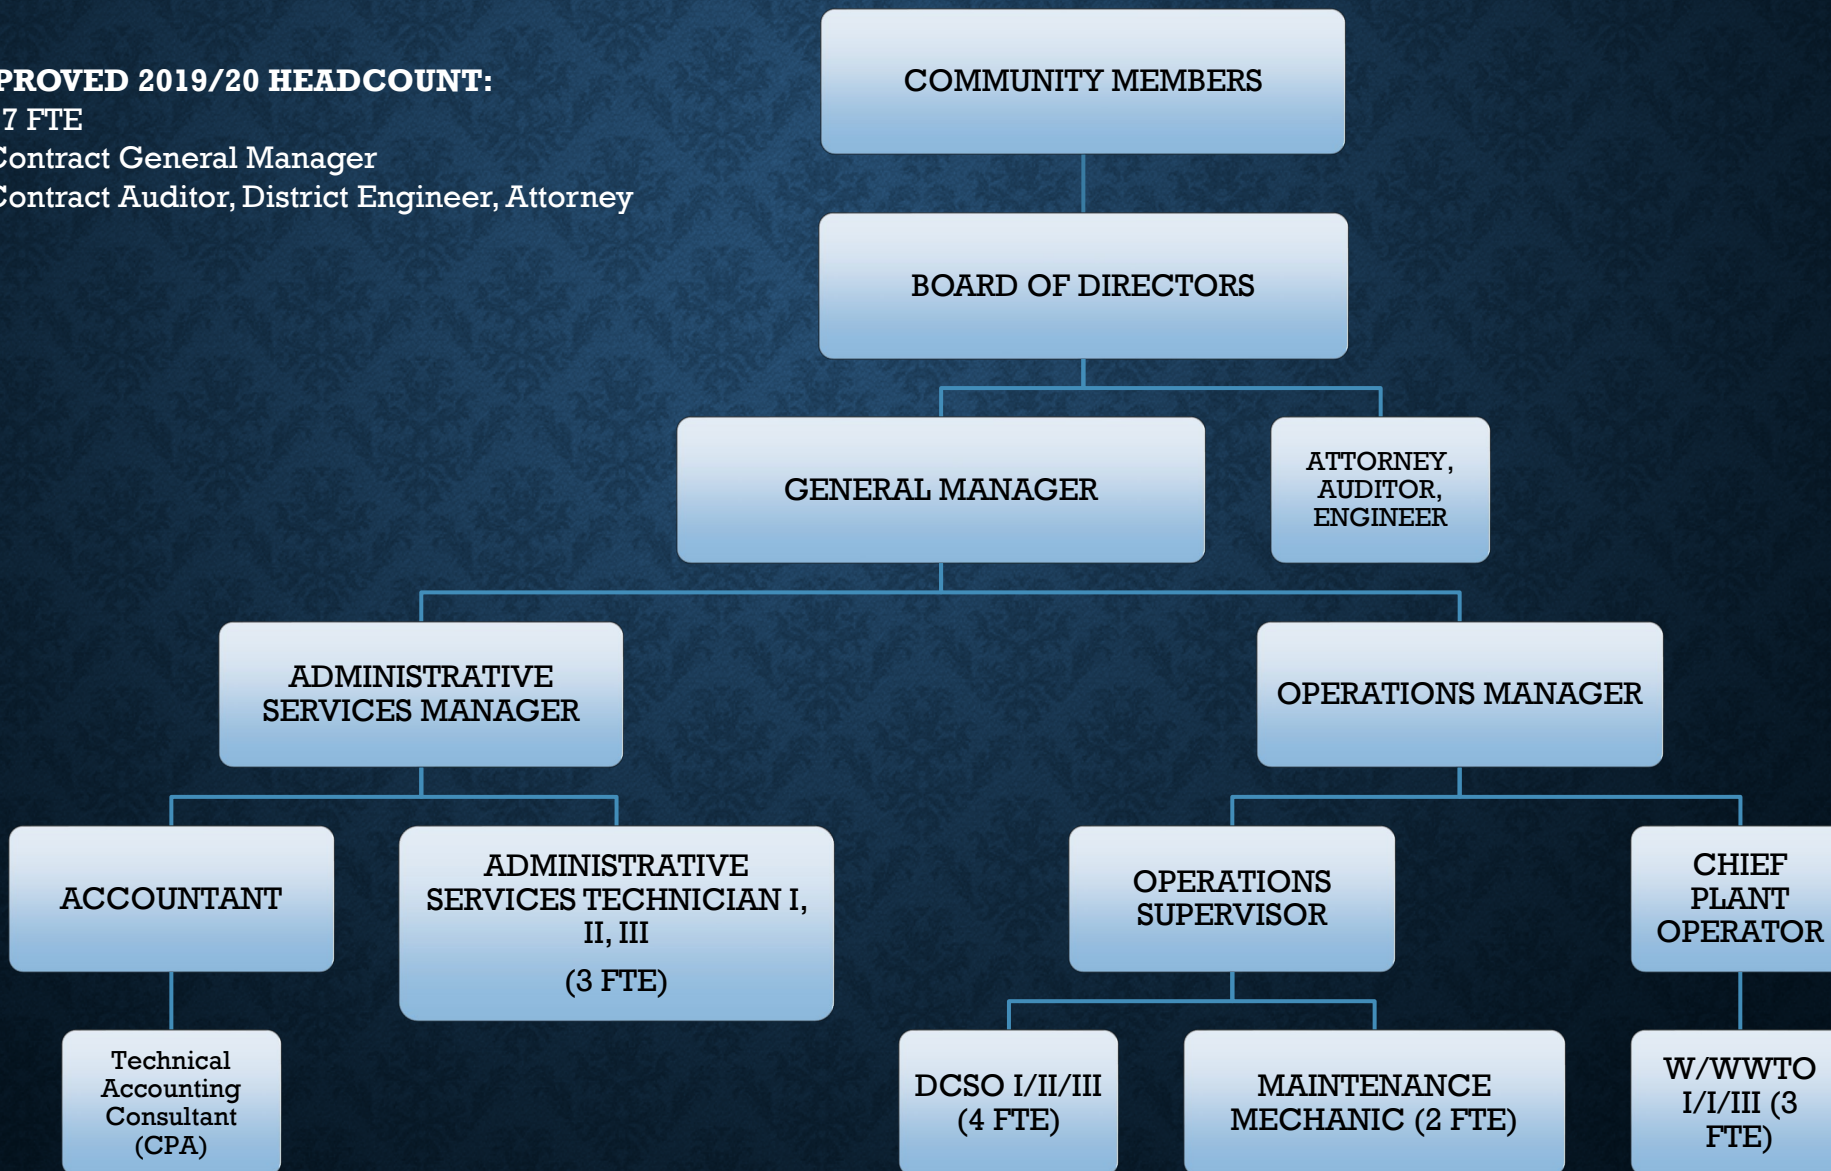 PROVED 2019/20 HEADCOUNT:
7 FTE
Contract General Manager
Contract Auditor, District Engineer, Attorney
COMMUNITY MEMBERS
BOARD OF DIRECTORS
GENERAL MANAGER
ATTORNEY,
AUDITOR,
ENGINEER
ADMINISTRATIVE
SERVICES MANAGER
OPERATIONS MANAGER
ACCOUNTANT
ADMINISTRATIVE
SERVICES TECHNICIAN I,
II, III
(3 FTE)
OPERATIONS
SUPERVISOR
CHIEF
PLANT
OPERATOR
Technical
Accounting
Consultant
(CPA)
DCSO I/II/III
(4 FTE)
MAINTENANCE
MECHANIC (2 FTE)
W/WWTO
I/I/III (3
FTE)